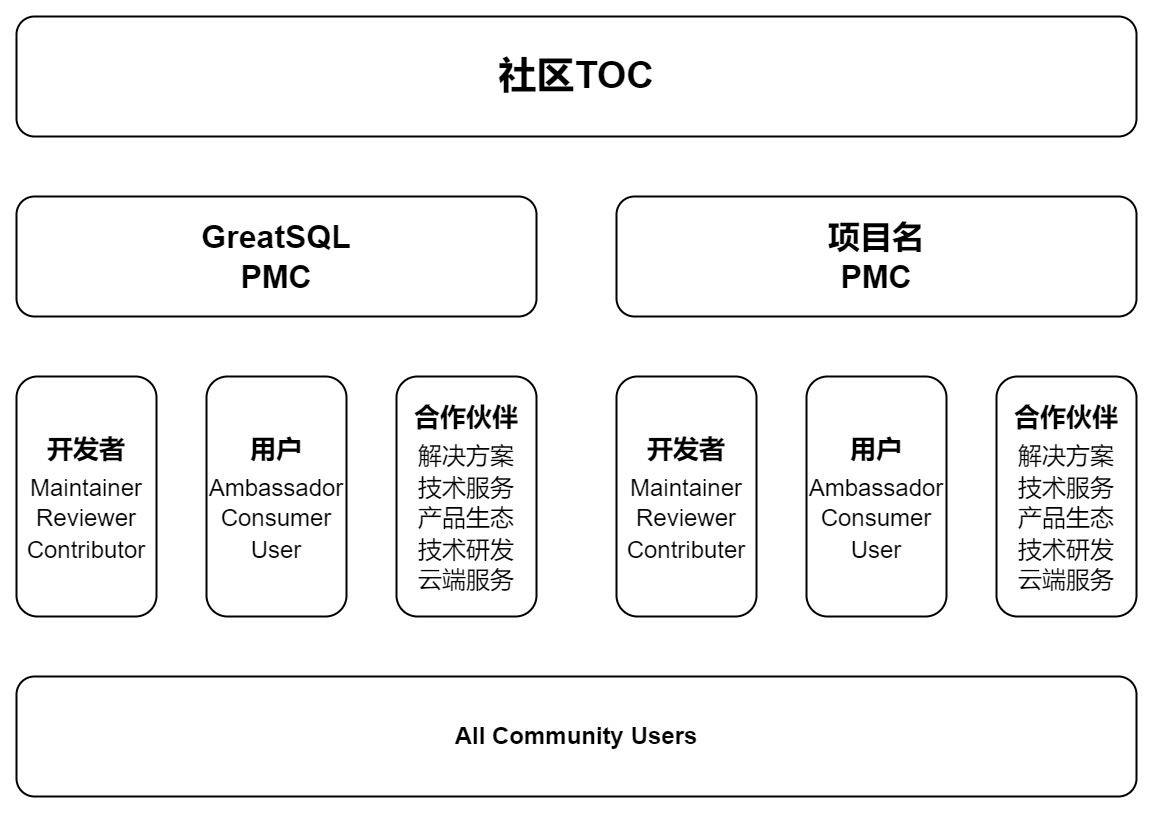 社区TOC
GreatSQL
PMC
项目名
PMC
开发者
Maintainer
Reviewer
Contributor
用户
Ambassador
Consumer
User
合作伙伴
解决方案
技术服务
产品生态
技术研发
云端服务
开发者
Maintainer
Reviewer
Contributer
用户
Ambassador
Consumer
User
合作伙伴
解决方案
技术服务
产品生态
技术研发
云端服务
All Community Users